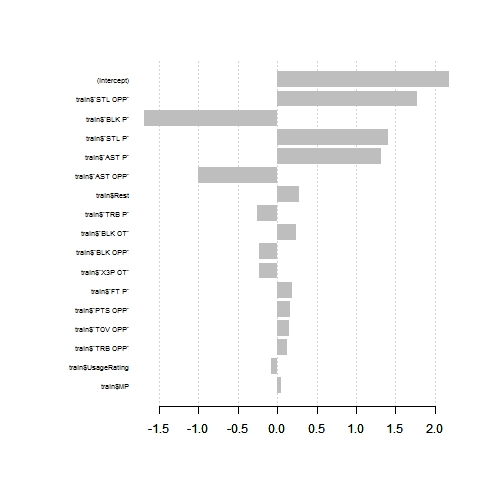 (Intercept)
train$`STL OPP`
train$`BLK P`
train$`STL P`
train$`AST P`
train$`AST OPP`
train$Rest
train$`TRB P`
train$`BLK OT`
train$`BLK OPP`
train$`X3P OT`
train$`FT P`
train$`PTS OPP`
train$`TOV OPP`
train$`TRB OPP`
train$UsageRating
train$MP
-1.5 -1.0 -0.5 0.0 0.5 1.0 1.5 2.0